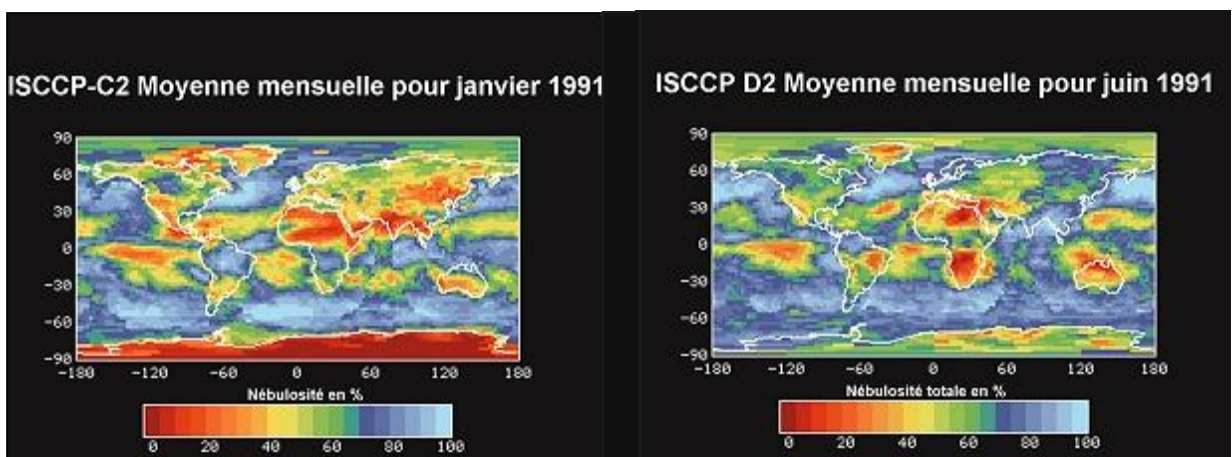 ISCCP-C2 Moyenne mensuelle pour janvier 1991
90
60
30
0
-30
-60
-90
-180 -120 -60 0 60 120 180
Nébulosité en %
0 20 40 60 80 100
ISCCP D2 Moyenne mensuelle pour juin 1991
90
60
30
0
-30
-60
-90
-180 -120 -60 0 60 120 180
Nébulosité totale en %
0 20 40 60 80 100